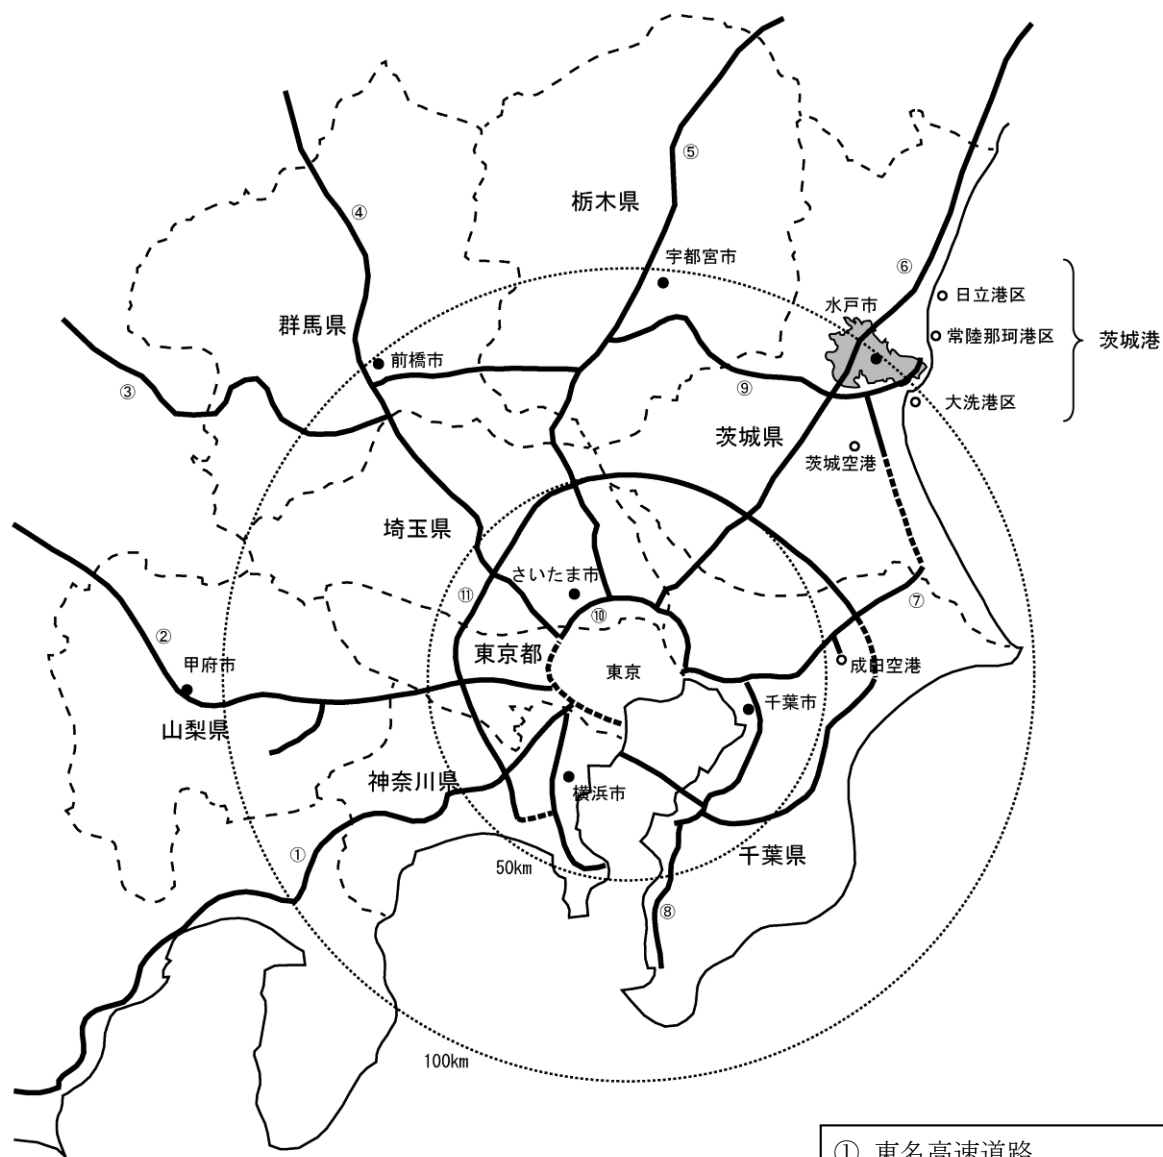 ⑤
栃木県
④
宇都宮市
⑥
水戸市
日立港区
群馬県
常陸那珂港区
茨城港
前橋市
③
⑨
大洗港区
茨城県
茨城空港
埼玉県
さいたま市
⑪
⑩
⑦
②
東京都
甲府市
東京
成田空港
千葉市
山梨県
神奈川県
横浜市
①
50km
千葉県
⑧
100km
① 東名高速道路